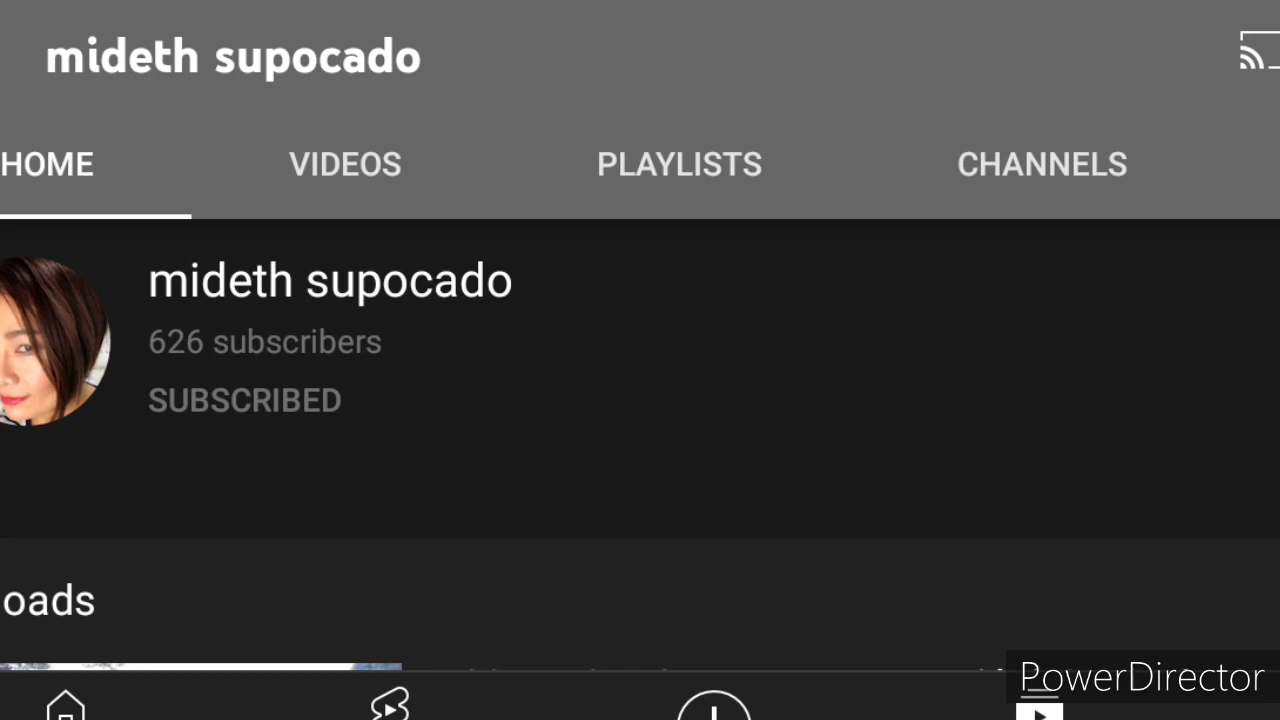 mideth supocado
HOME VIDEOS PLAYLISTS CHANNELS
mideth supocado
626 subscribers
SUBSCRIBED
oads
PowerDirector